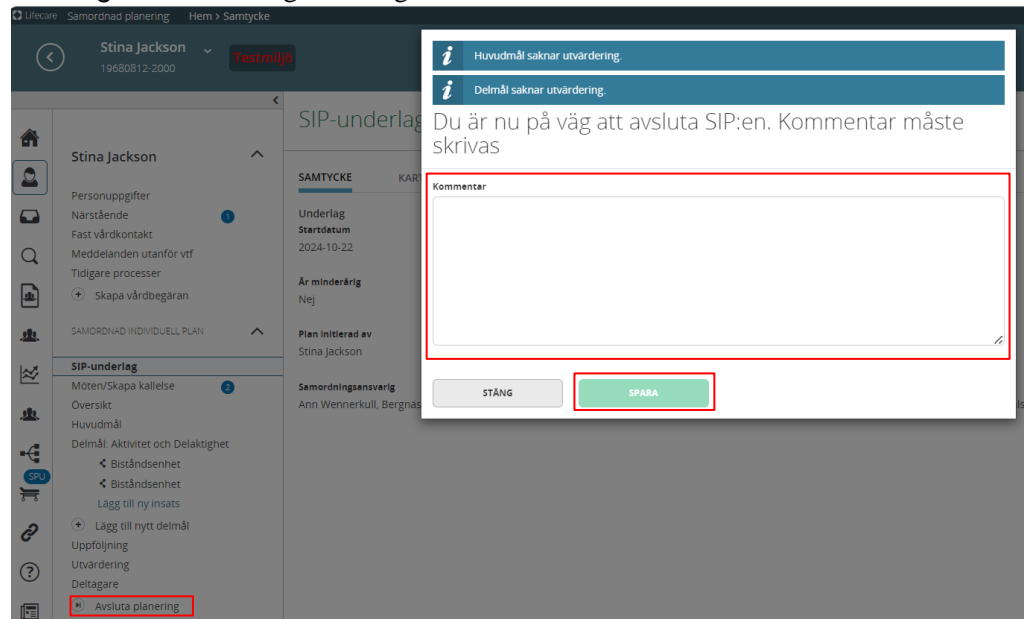 Lifecare Samordnad planering Hem > Samtycke
Stina Jackson
19680812-2000
Testmiljö
Stina Jackson
Personuppgifter
Närstående 1
Fast vårdkontakt
Meddelanden utanför vtf
Tidigare processer
Skapa vårdbegäran
SAMORDNAD INDIVIDUELL PLAN
SIP-underlag
Möten/Skapa kallelse 2
Översikt
Huvudmål
Delmål: Aktivitet och Delaktighet
Biståndsenhet
Biståndsenhet
Lägg till ny insats
Lägg till nytt delmål
Uppföljning
Utvärdering
Deltagare
Avsluta planering
SPU
SIP-underlag
SAMTYCKE KAR
Underlag
Startdatum
2024-10-22
Är minderårig
Nej
Plan initierad av
Stina Jackson
Samordningsansvarig
Ann Wennerkull, Bergnäs
Huvudmål saknar utvärdering.
Delmål saknar utvärdering.
Du är nu på väg att avsluta SIP:en. Kommentar måste
skrivas
Kommentar
STÄNG SPARA